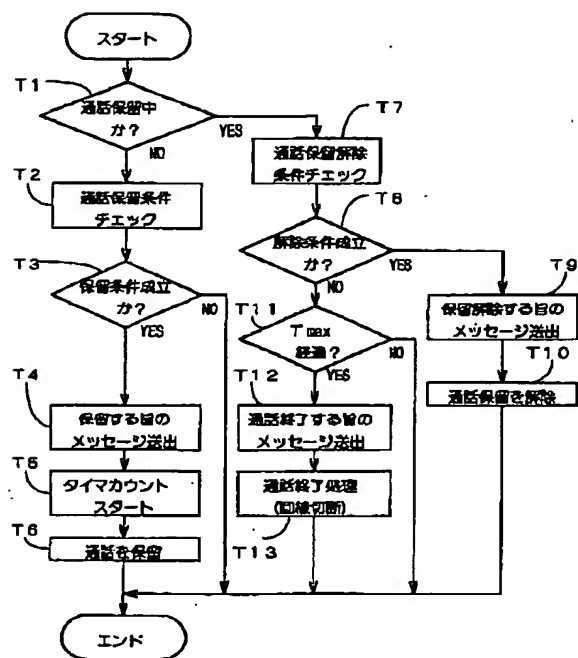 スタート
T1
通話保留中
か?
YES
NO
T7
通話保留解除
条件チェック
T2
通話保留条件
チェック
T8
解除条件成立
か?
YES
NO
T3
保留条件成立
か?
NO
YES
T9
保留解除する旨の
メッセージ送出
T11
Tmax
経過?
NO
YES
T10
通話保留を解除
T4
保留する旨の
メッセージ送出
T12
通話終了する旨の
メッセージ送出
T5
タイマカウント
スタート
通話終了処理
(回線切断)
T13
T6
通話を保留
エンド